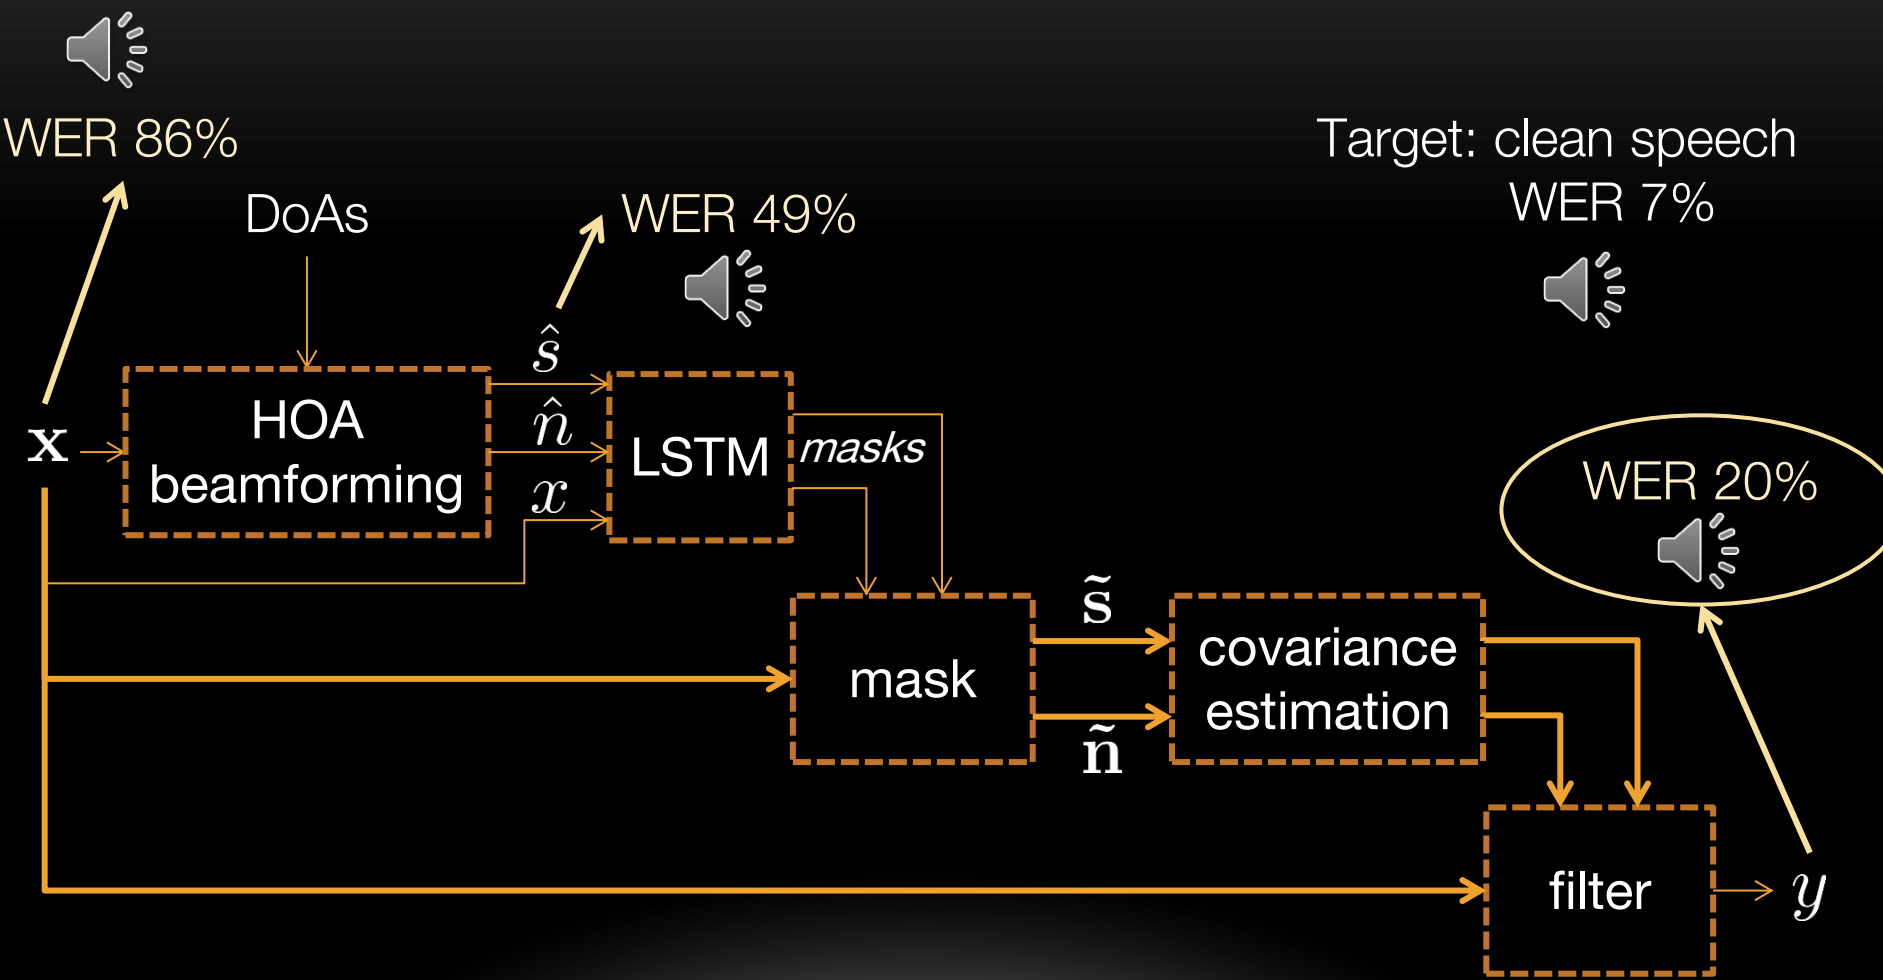 WER 86%
Target: clean speech
WER 7%
DoAs
WER 49%
ŝ
HOA
beamforming
n̂
x
LSTM
masks
x
WER 20%
s̃
mask
covariance
estimation
ñ
filter
y